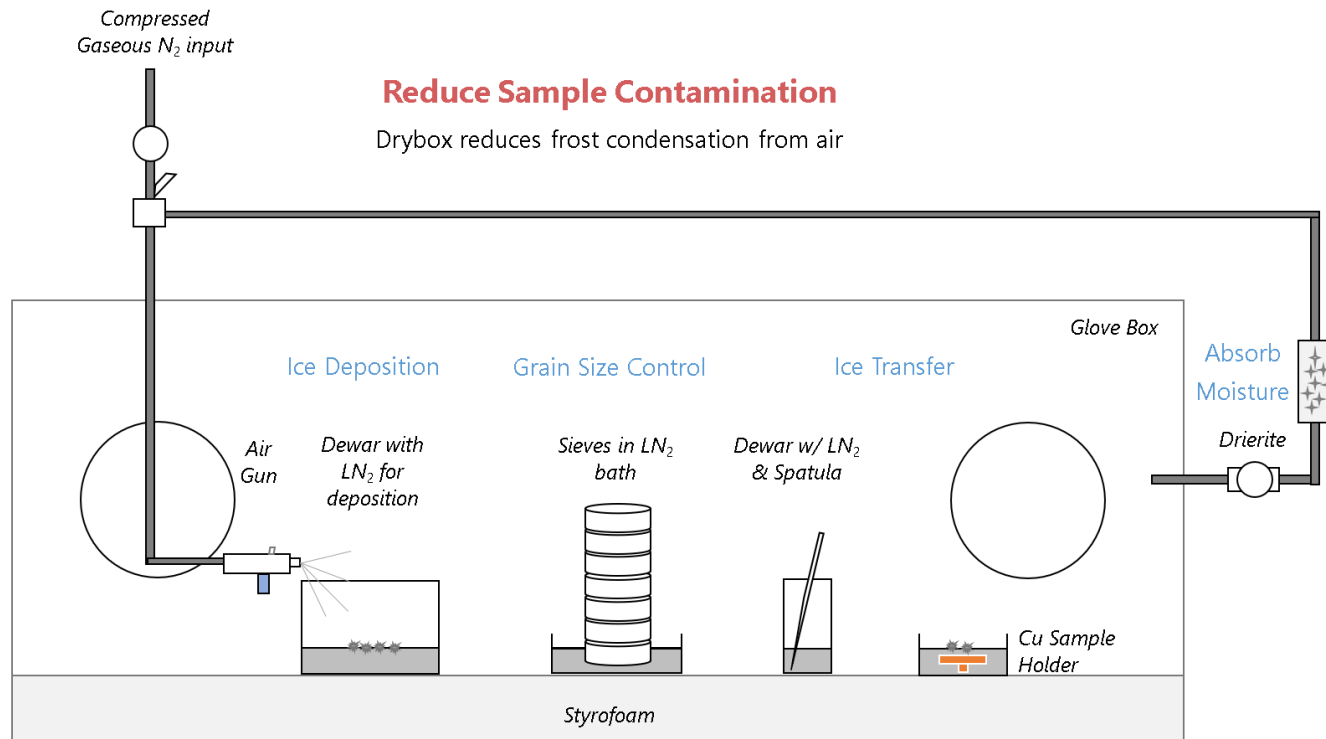 Compressed
Gaseous N₂ input
Reduce Sample Contamination
Drybox reduces frost condensation from air
Glove Box
Ice Deposition
Grain Size Control
Ice Transfer
Absorb
Moisture
Air
Gun
Dewar with
LN₂ for
deposition
Sieves in LN₂
bath
Dewar w/ LN₂
& Spatula
Drierite
Cu Sample
Holder
Styrofoam